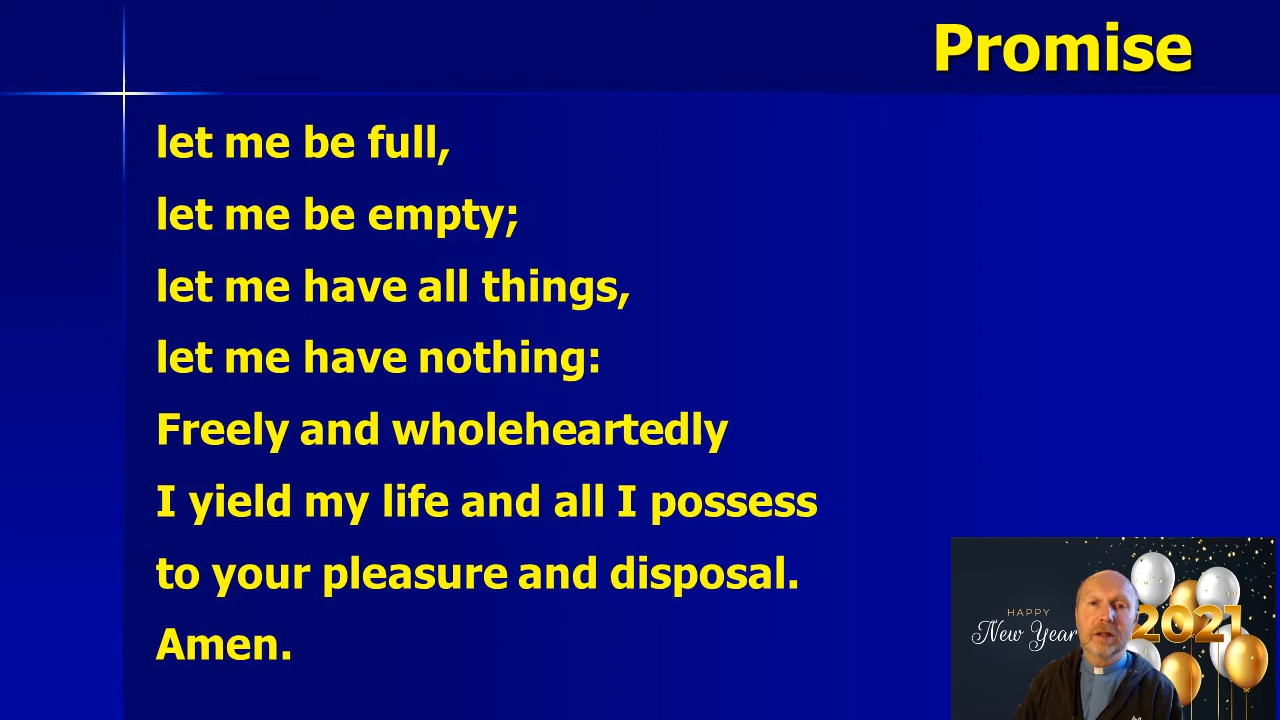 Promise
let me be full,
let me be empty;
let me have all things,
let me have nothing:
Freely and wholeheartedly
I yield my life and all I possess
to your pleasure and disposal.
Amen.
HAPPY
New Year
2021